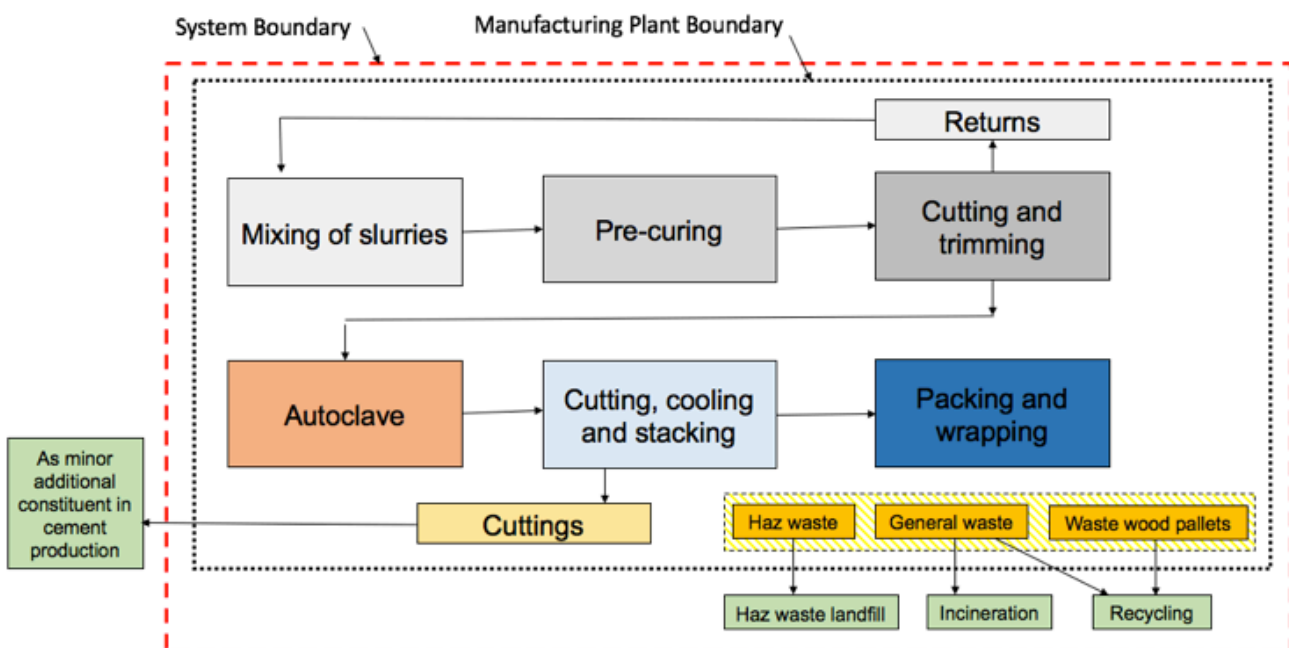 System Boundary
Manufacturing Plant Boundary
Returns
Mixing of slurries
Pre-curing
Cutting and
trimming
Autoclave
Cutting, cooling
and stacking
Packing and
wrapping
As minor
additional
constituent in
cement
production
Cuttings
Haz waste
General waste
Waste wood pallets
Haz waste landfill
Incineration
Recycling